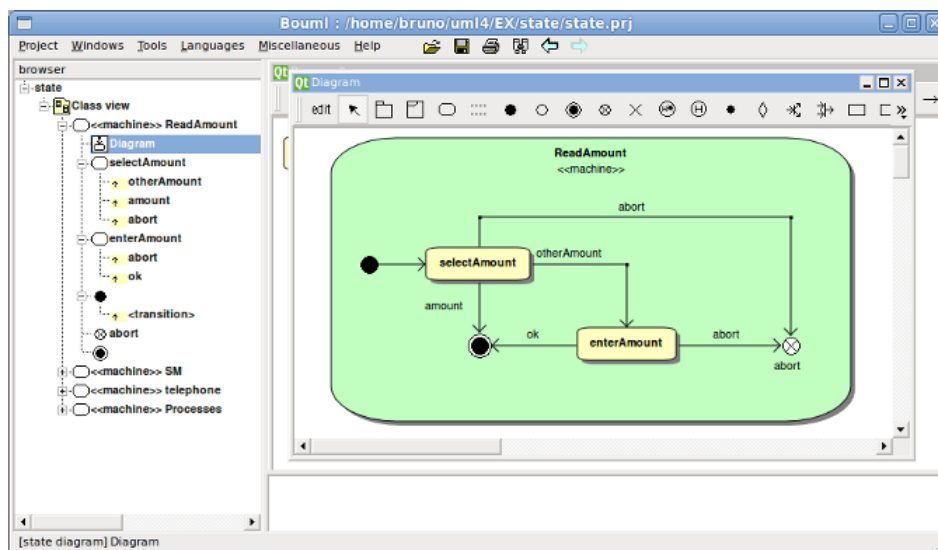 Bouml : /home/bruno/uml4/EX/state/state.prj
Project Windows Tools Languages Miscellaneous Help
browser
state
Class view
<<machine>> ReadAmount
Diagram
selectAmount
otherAmount
amount
abort
enterAmount
abort
ok
<transition>
abort
<<machine>> SM
<<machine>> telephone
<<machine>> Processes
Qt
Qt Diagram
edit
ReadAmount
<<machine>>
abort
selectAmount
otherAmount
amount
ok
enterAmount
abort
abort
[state diagram] Diagram